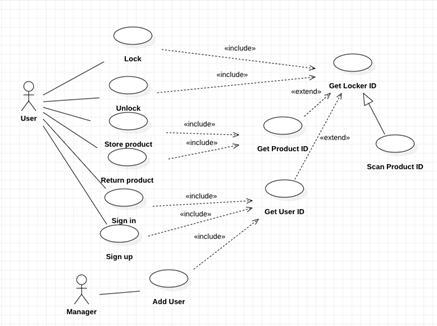 «include»
Lock
Get Locker ID
«include»
«extend»
User
Unlock
«include»
«extend»
Store product
«include»
Get Product ID
Scan Product ID
Return product
«include»
Get User ID
Sign in
«include»
«include»
Sign up
Add User
Manager